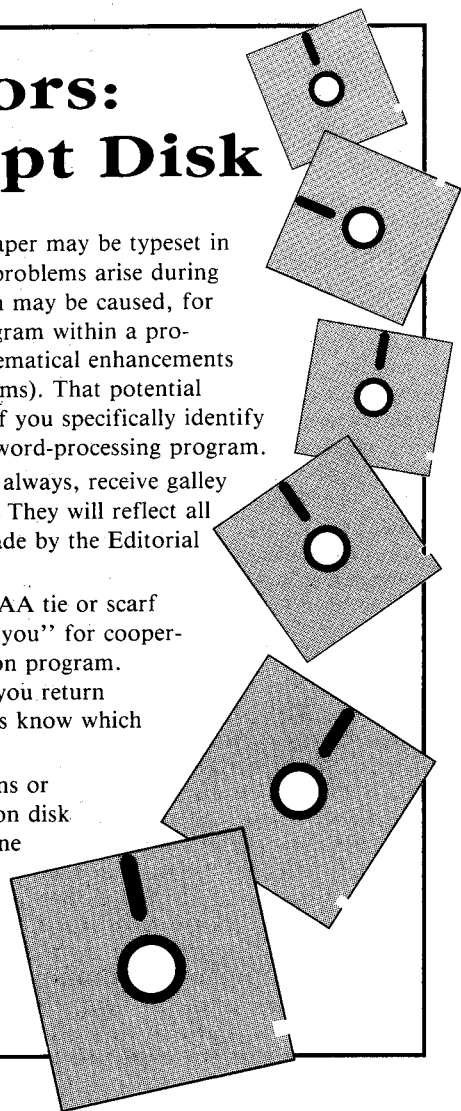 ors:
pt Disk
aper may be typeset in
problems arise during
may be caused, for
gram within a pro-
ematical enhancements
ms). That potential
f you specifically identify
word-processing program.
always, receive galley
They will reflect all
ade by the Editorial
AA tie or scarf
you" for cooper-
on program.
you return
s know which
ns or
on disk
ne